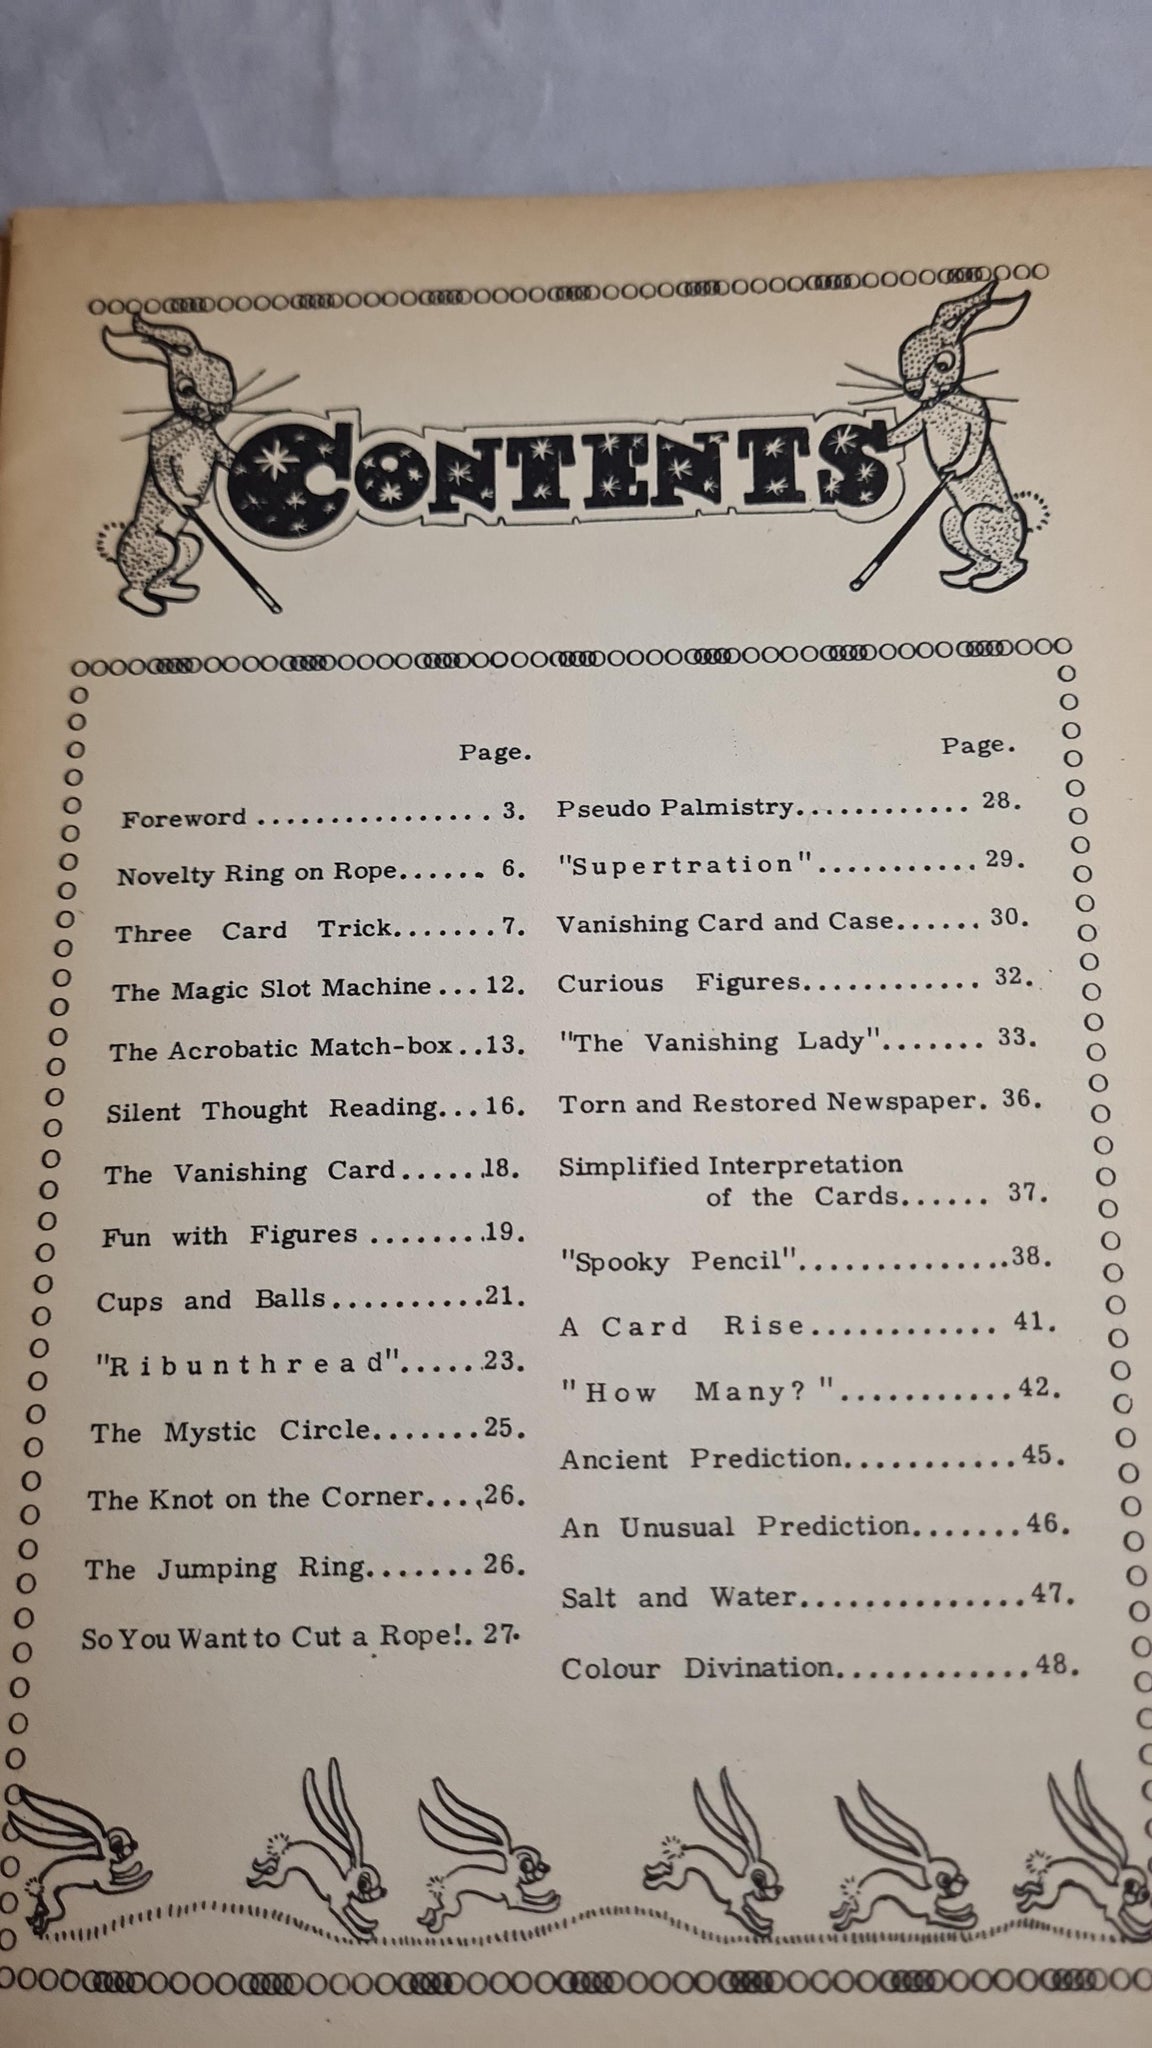 CONTENTS
Page.
Foreword ................ 3.
Novelty Ring on Rope...... 6.
Three Card Trick.......7.
The Magic Slot Machine ... 12.
The Acrobatic Match-box..13.
Silent Thought Reading...16.
The Vanishing Card......18.
Fun with Figures .........19.
Cups and Balls...........21.
"Ribunthread"......23.
The Mystic Circle.......25.
The Knot on the Corner....26.
The Jumping Ring....... 26.
So You Want to Cut a Rope!. 27.
Page.
Pseudo Palmistry............ 28.
"Supertration"........... 29.
Vanishing Card and Case...... 30.
Curious Figures............ 32.
"The Vanishing Lady"....... 33.
Torn and Restored Newspaper. 36.
Simplified Interpretation
of the Cards...... 37.
"Spooky Pencil"...............38.
A Card Rise............ 41.
"How Many?"...........42.
Ancient Prediction...........45.
An Unusual Prediction.......46.
Salt and Water..............47.
Colour Divination............48.